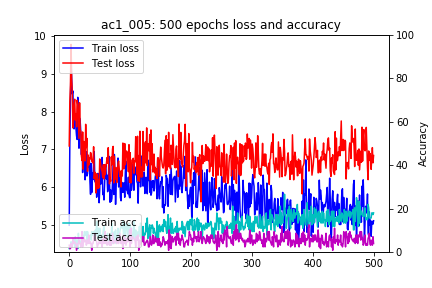 ac1_005: 500 epochs loss and accuracy
Train loss
Test loss
Train acc
Test acc
Loss
Accuracy
10
9
8
7
6
5
100
80
60
40
20
0
0
100
200
300
400
500